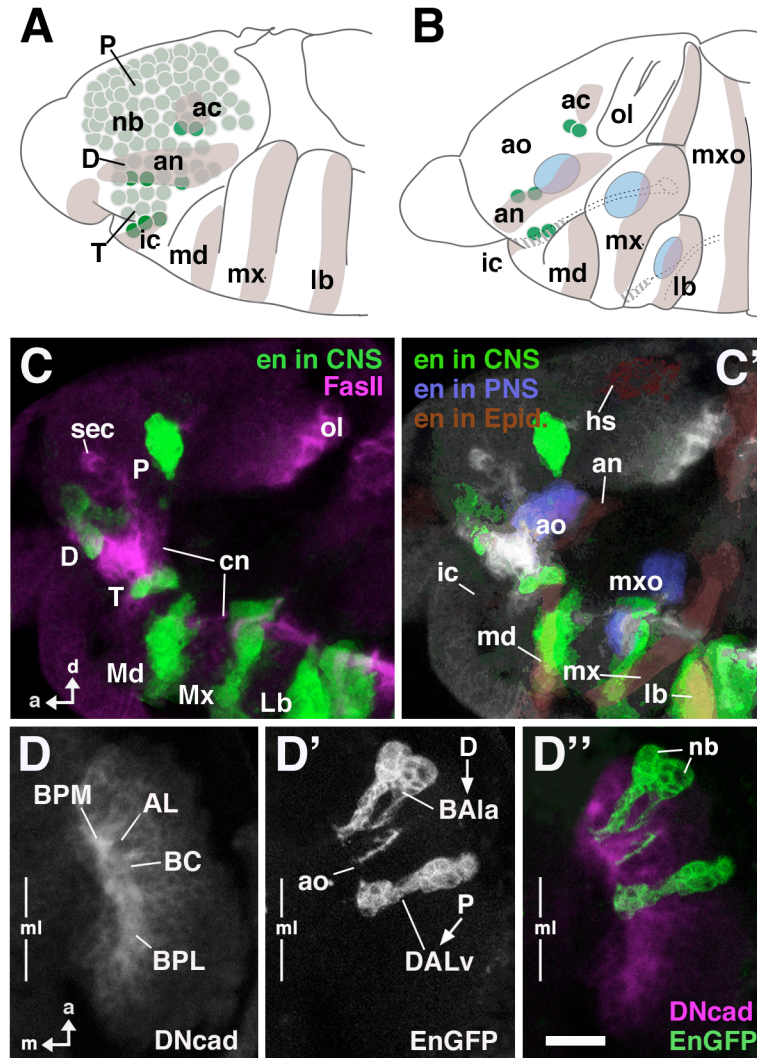 A
P
nb
ac
D
an
T
ic
md
mx
lb
B
ac
ol
ao
mxo
an
ic
md
mx
lb
C
en in CNS
FasII
sec
ol
P
D
cn
T
d
a
Md
Mx
Lb
en in CNS
C'
en in PNS
en in Epid.
hs
an
ao
ic
mxo
md
mx
lb
D
BPM
AL
BC
ml
BPL
a
m
DNcad
D'
D
BAla
ao
ml
P
DALv
EnGFP
D''
nb
ml
DNcad
EnGFP